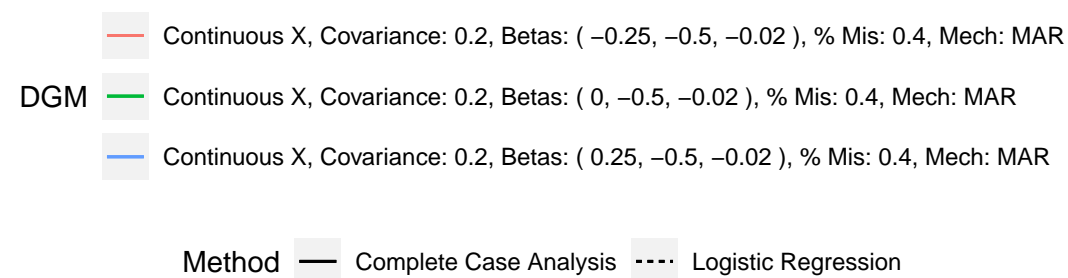 Continuous X, Covariance: 0.2, Betas: ( −0.25, −0.5, −0.02 ), % Mis: 0.4, Mech: MAR
DGM Continuous X, Covariance: 0.2, Betas: ( 0, −0.5, −0.02 ), % Mis: 0.4, Mech: MAR
Continuous X, Covariance: 0.2, Betas: ( 0.25, −0.5, −0.02 ), % Mis: 0.4, Mech: MAR
Method Complete Case Analysis Logistic Regression